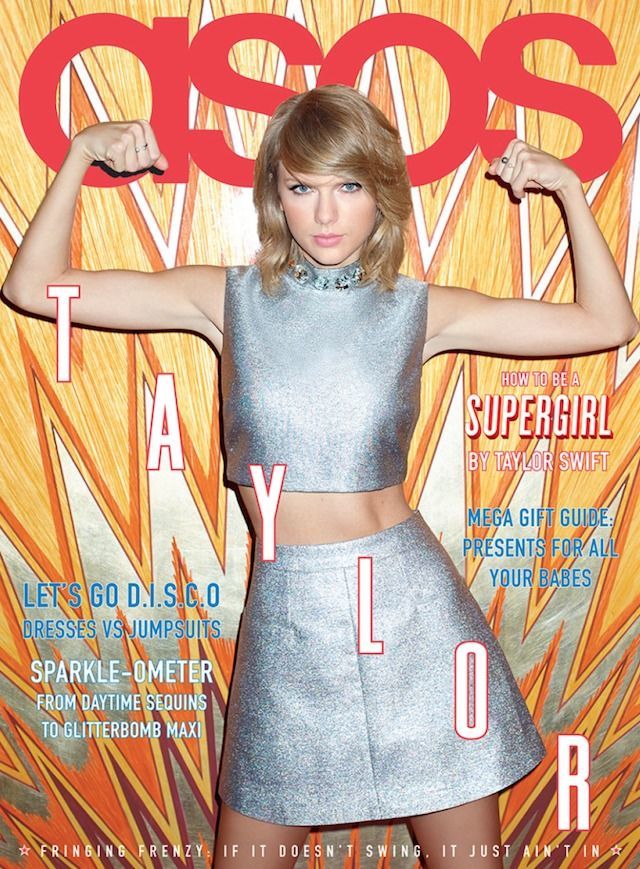 asos
TAYLOR
HOW TO BE A
SUPERGIRL
BY TAYLOR SWIFT
MEGA GIFT GUIDE:
PRESENTS FOR ALL
YOUR BABES
LET'S GO D.I.S.C.O
DRESSES VS JUMPSUITS
SPARKLE-OMETER
FROM DAYTIME SEQUINS
TO GLITTERBOMB MAXI
☆ FRINGING FRENZY: IF IT DOESN'T SWING, IT JUST AIN'T IN ☆